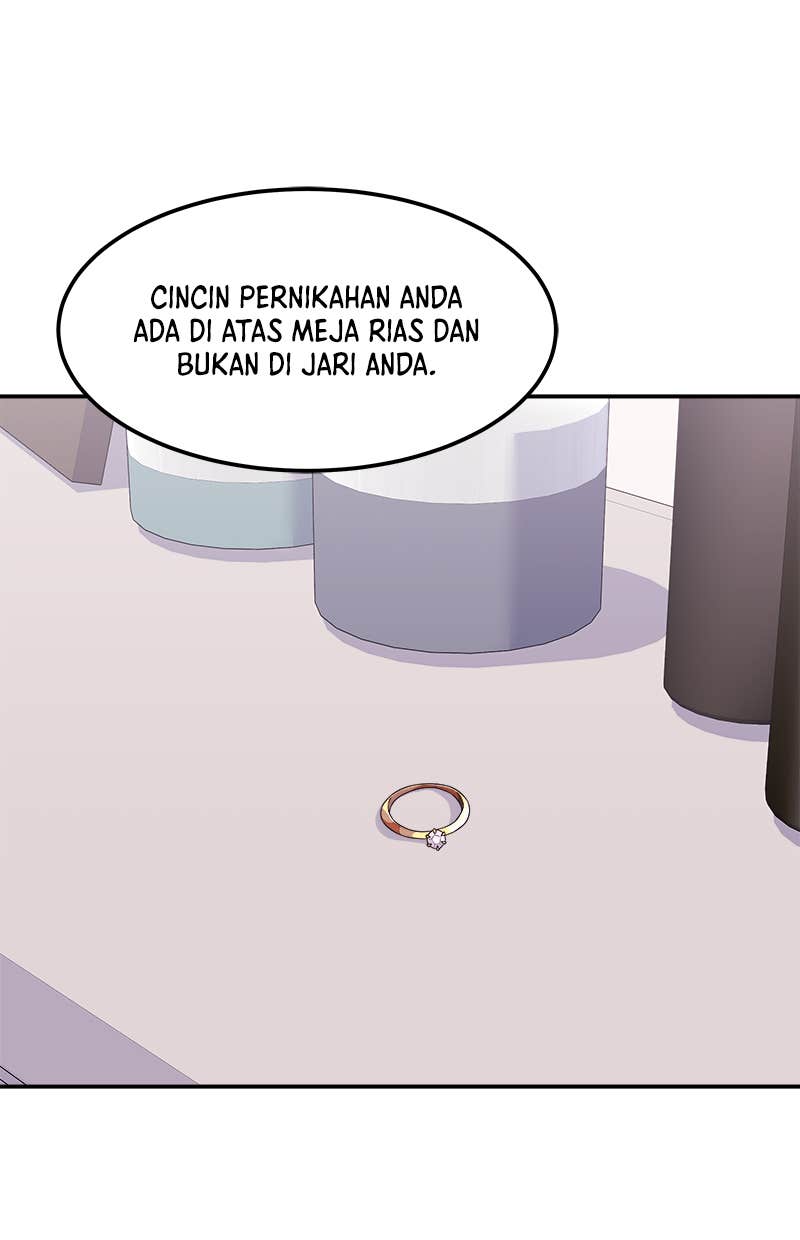 CINCIN PERNIKAHAN ANDA
ADA DI ATAS MEJA RIAS DAN
BUKAN DI JARI ANDA.